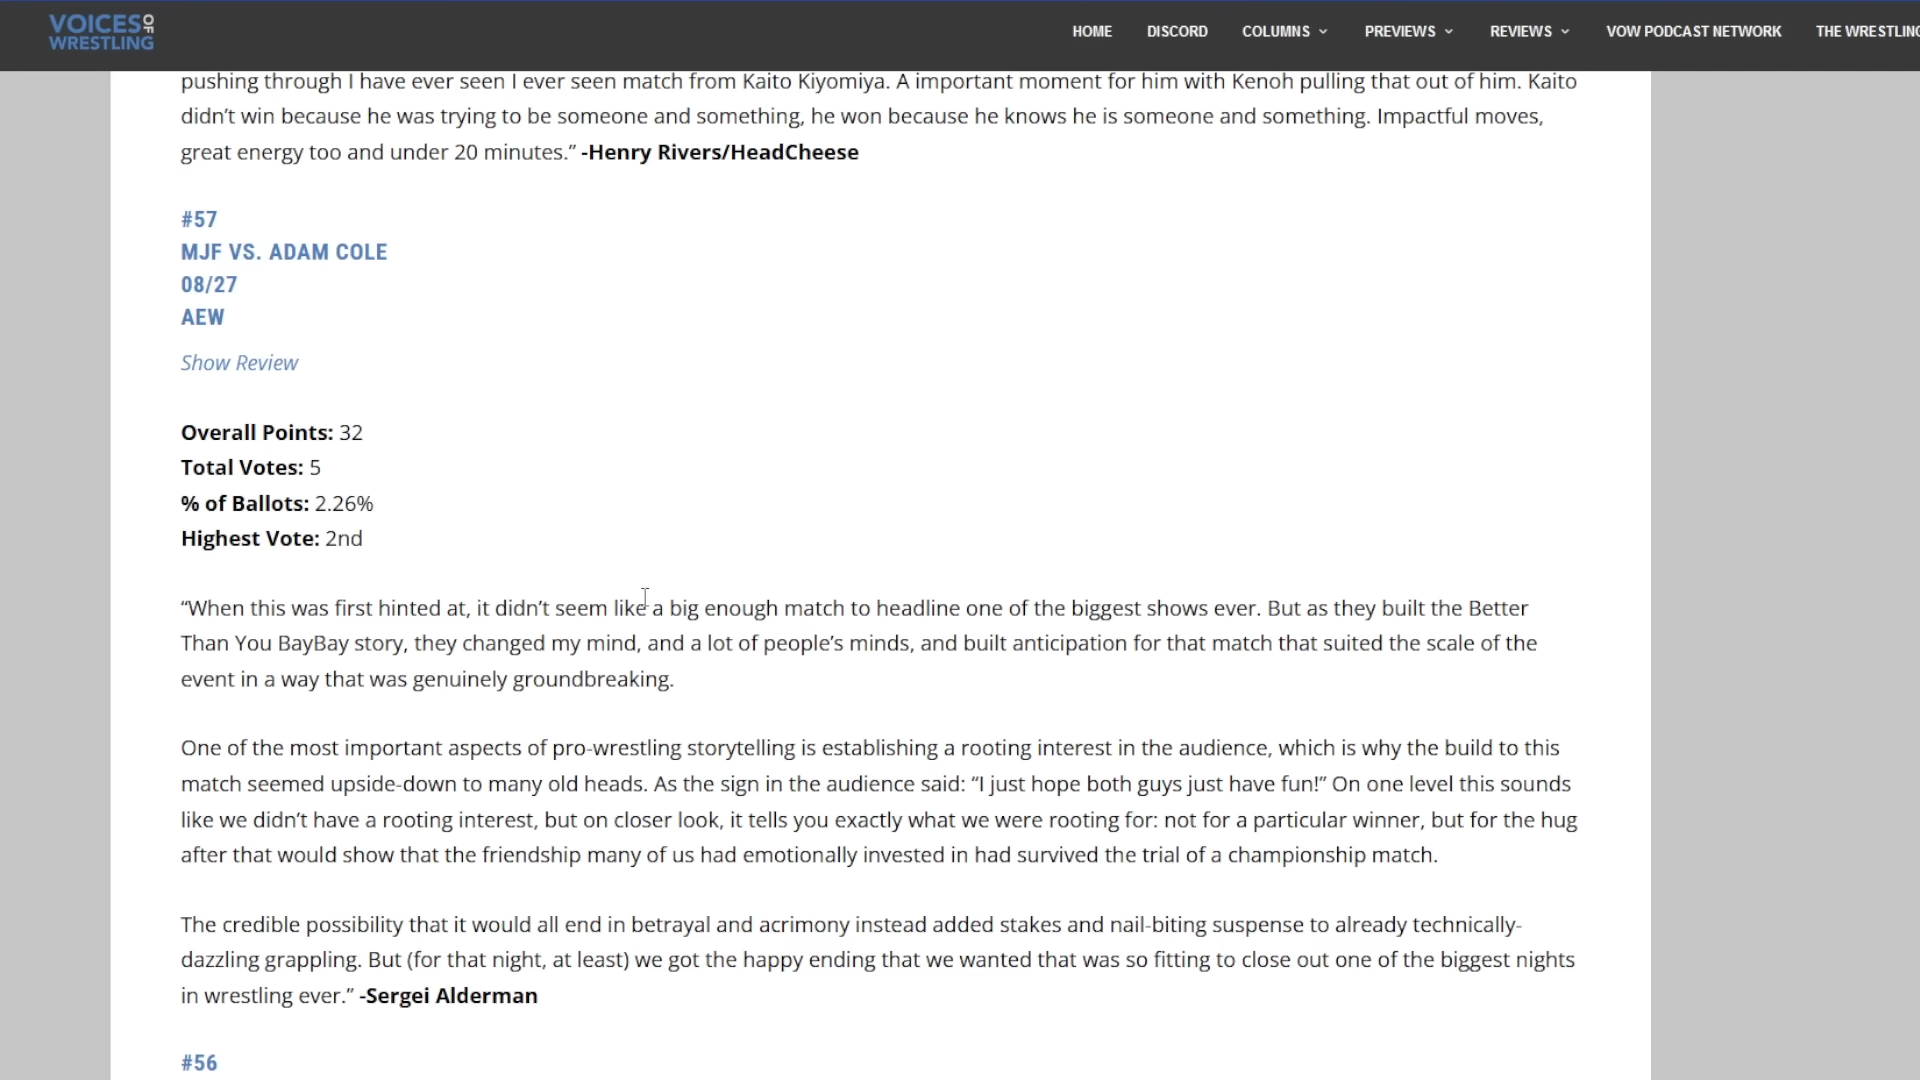 VOICES OF WRESTLING
HOME DISCORD COLUMNS PREVIEWS REVIEWS VOW PODCAST NETWORK THE WRESTLING
pushing through I have ever seen I ever seen match from Kaito Kiyomiya. A important moment for him with Kenoh pulling that out of him. Kaito
didn’t win because he was trying to be someone and something, he won because he knows he is someone and something. Impactful moves,
great energy too and under 20 minutes.” -Henry Rivers/HeadCheese
#57
MJF VS. ADAM COLE
08/27
AEW
Show Review
Overall Points: 32
Total Votes: 5
% of Ballots: 2.26%
Highest Vote: 2nd
“When this was first hinted at, it didn’t seem like a big enough match to headline one of the biggest shows ever. But as they built the Better
Than You BayBay story, they changed my mind, and a lot of people’s minds, and built anticipation for that match that suited the scale of the
event in a way that was genuinely groundbreaking.
One of the most important aspects of pro-wrestling storytelling is establishing a rooting interest in the audience, which is why the build to this
match seemed upside-down to many old heads. As the sign in the audience said: “I just hope both guys just have fun!” On one level this sounds
like we didn’t have a rooting interest, but on closer look, it tells you exactly what we were rooting for: not for a particular winner, but for the hug
after that would show that the friendship many of us had emotionally invested in had survived the trial of a championship match.
The credible possibility that it would all end in betrayal and acrimony instead added stakes and nail-biting suspense to already technically-
dazzling grappling. But (for that night, at least) we got the happy ending that we wanted that was so fitting to close out one of the biggest nights
in wrestling ever.” -Sergei Alderman
#56